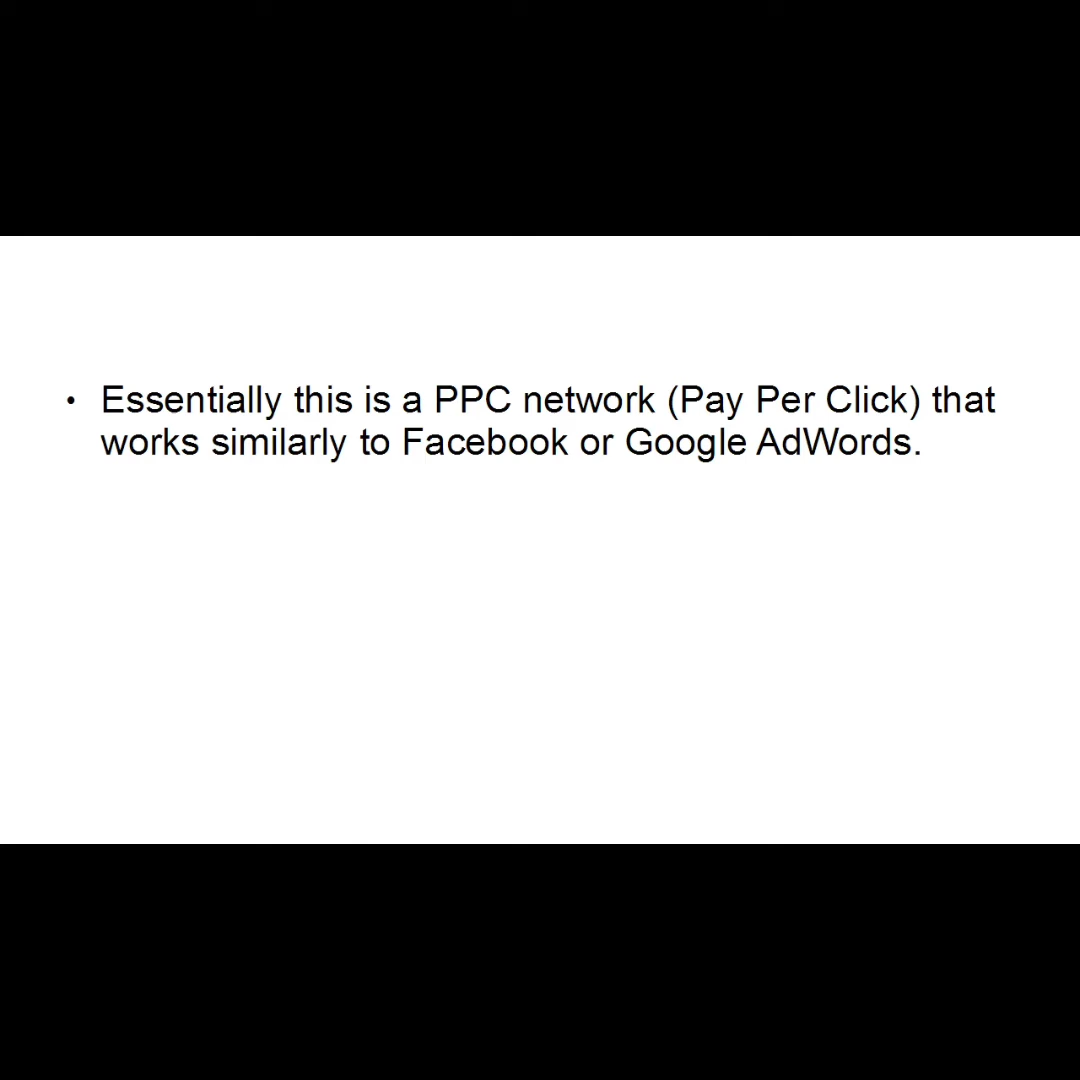 • Essentially this is a PPC network (Pay Per Click) that
works similarly to Facebook or Google AdWords.